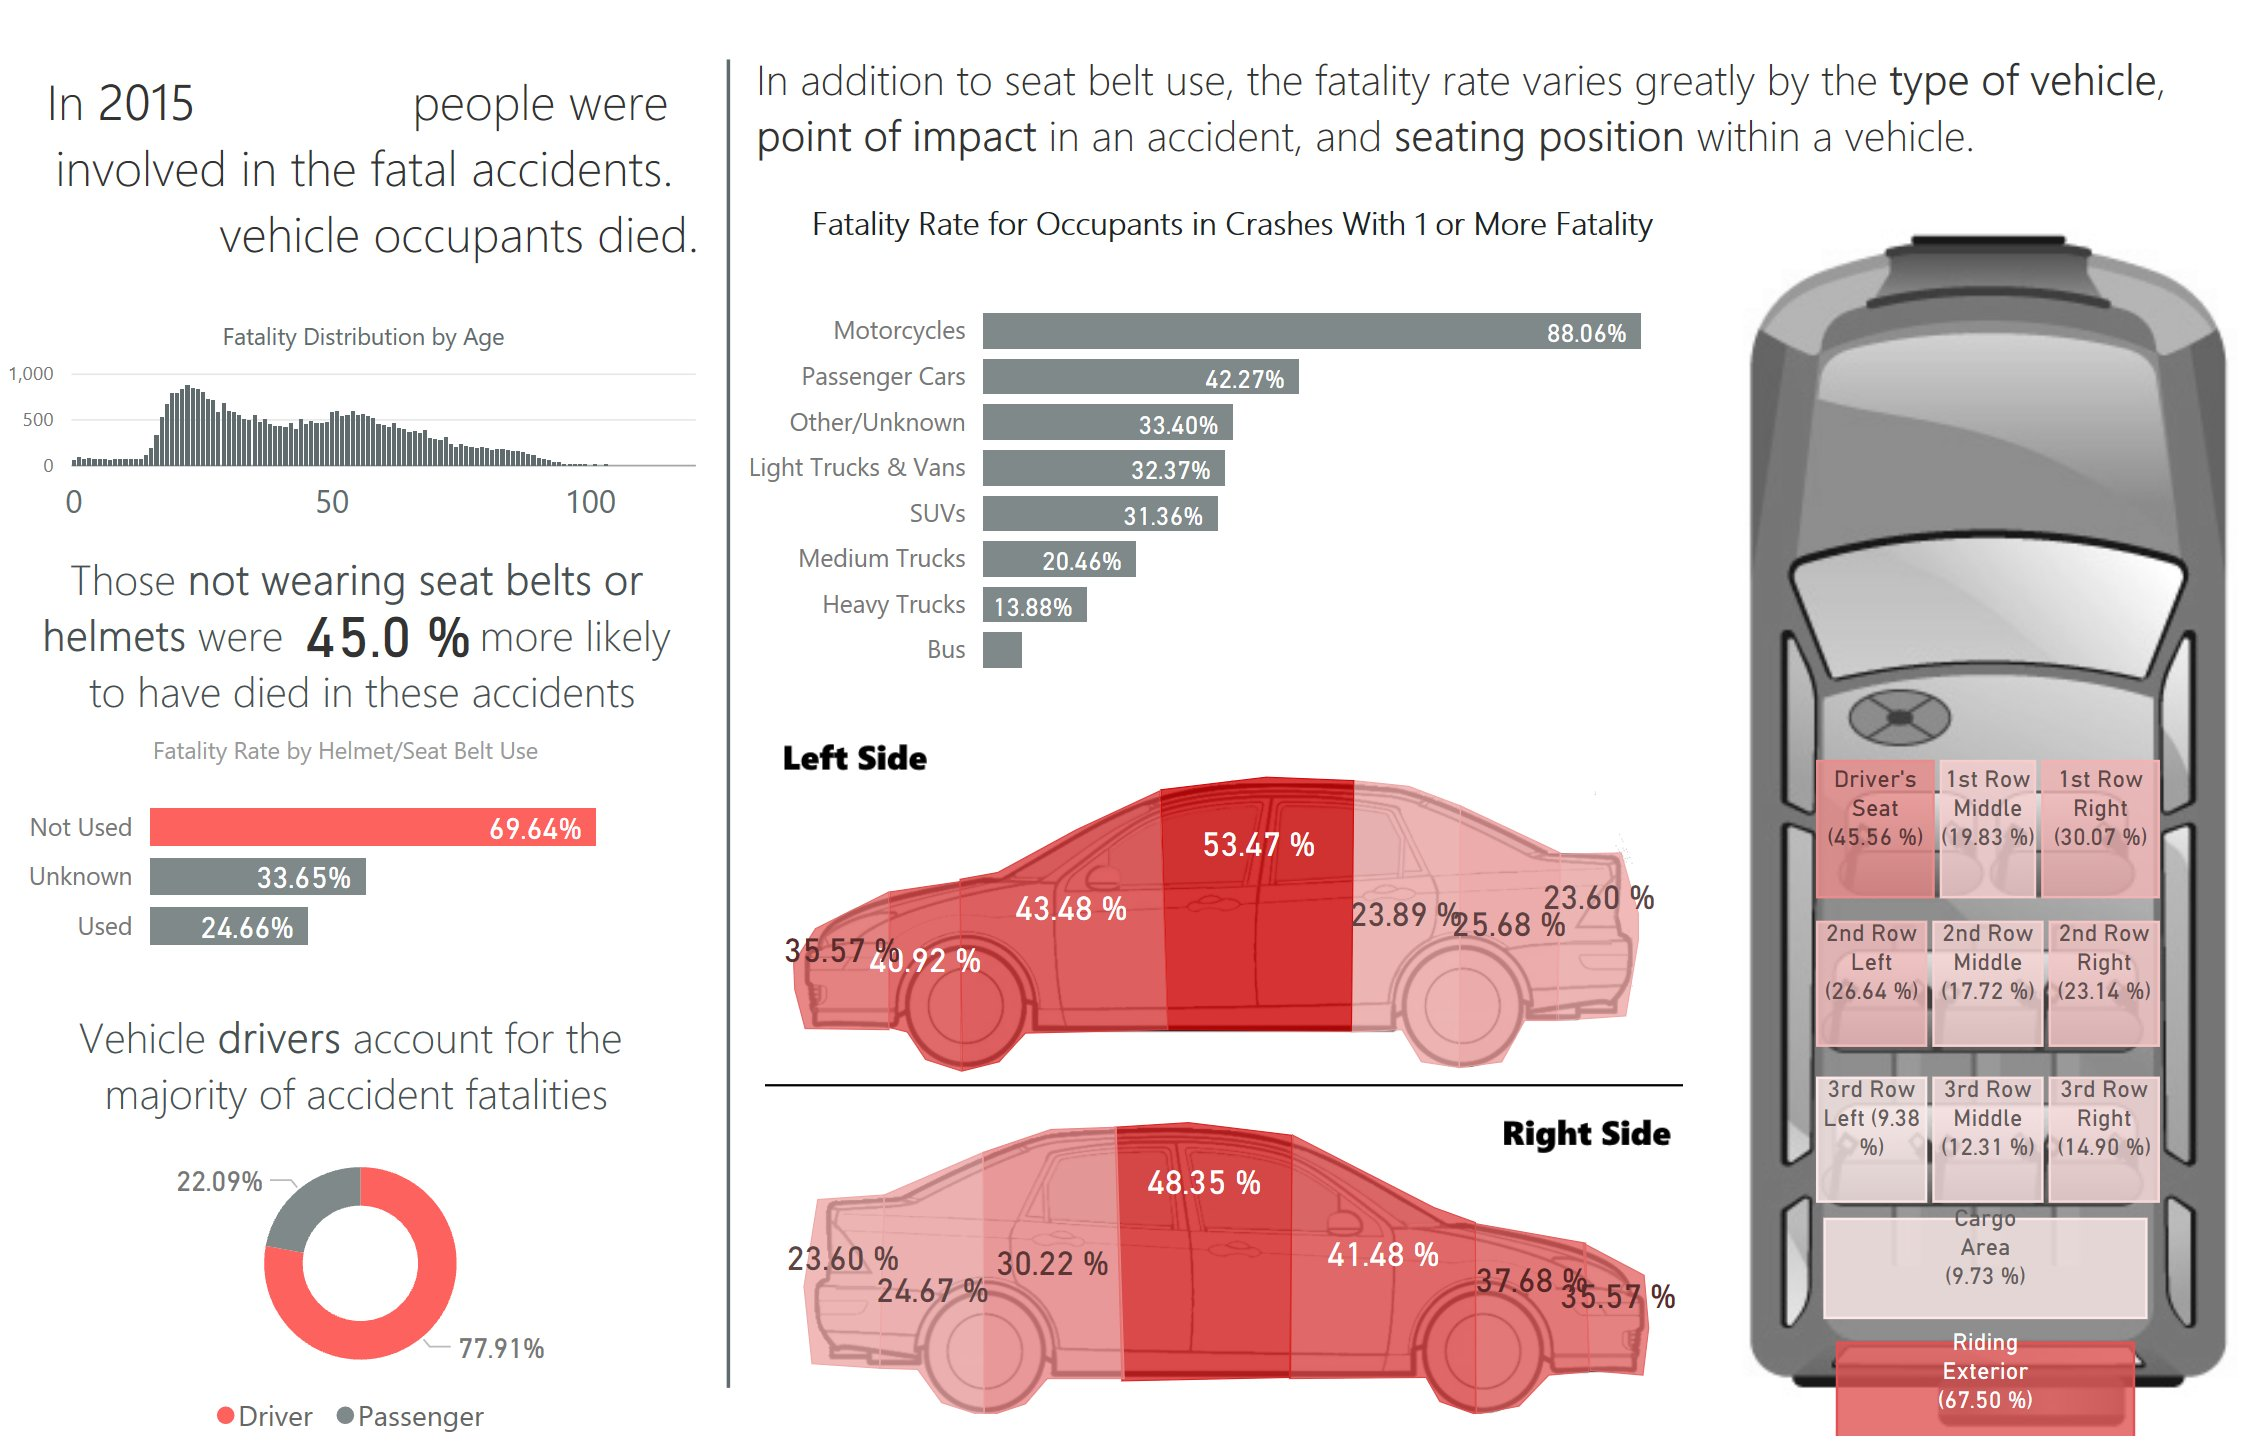 In 2015 people were
involved in the fatal accidents.
vehicle occupants died.
Fatality Distribution by Age
1,000
500
0
0 50 100
Those not wearing seat belts or
helmets were 45.0 % more likely
to have died in these accidents
Fatality Rate by Helmet/Seat Belt Use
Not Used 69.64%
Unknown 33.65%
Used 24.66%
Vehicle drivers account for the
majority of accident fatalities
22.09%
77.91%
Driver Passenger
In addition to seat belt use, the fatality rate varies greatly by the type of vehicle,
point of impact in an accident, and seating position within a vehicle.
Fatality Rate for Occupants in Crashes With 1 or More Fatality
Motorcycles 88.06%
Passenger Cars 42.27%
Other/Unknown 33.40%
Light Trucks & Vans 32.37%
SUVs 31.36%
Medium Trucks 20.46%
Heavy Trucks 13.88%
Bus
Left Side
53.47 %
43.48 %
35.57 %
40.92 %
23.89 %
25.68 %
23.60 %
Right Side
48.35 %
23.60 %
24.67 %
30.22 %
41.48 %
37.68 %
35.57 %
Driver's
Seat
(45.56 %)
1st Row
Middle
(19.83 %)
1st Row
Right
(30.07 %)
2nd Row
Left
(26.64 %)
2nd Row
Middle
(17.72 %)
2nd Row
Right
(23.14 %)
3rd Row
Left (9.38
%)
3rd Row
Middle
(12.31 %)
3rd Row
Right
(14.90 %)
Cargo
Area
(9.73 %)
Riding
Exterior
(67.50 %)